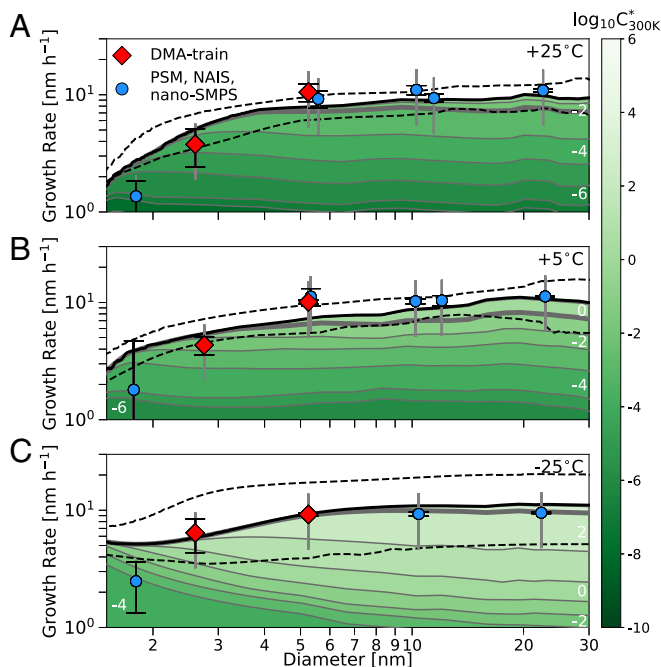 A
log₁₀C*₃₀₀K
DMA-train
PSM, NAIS,
nano-SMPS
+25°C
Growth Rate [nm h⁻¹]
10¹
10⁰
-2
-4
-6
B
+5°C
Growth Rate [nm h⁻¹]
10¹
10⁰
0
-2
-4
-6
C
-25°C
Growth Rate [nm h⁻¹]
10¹
10⁰
2
0
-2
-4
2 3 4 5 6 7 8 9 10 20 30
Diameter [nm]
6
4
2
0
-2
-4
-6
-8
-10